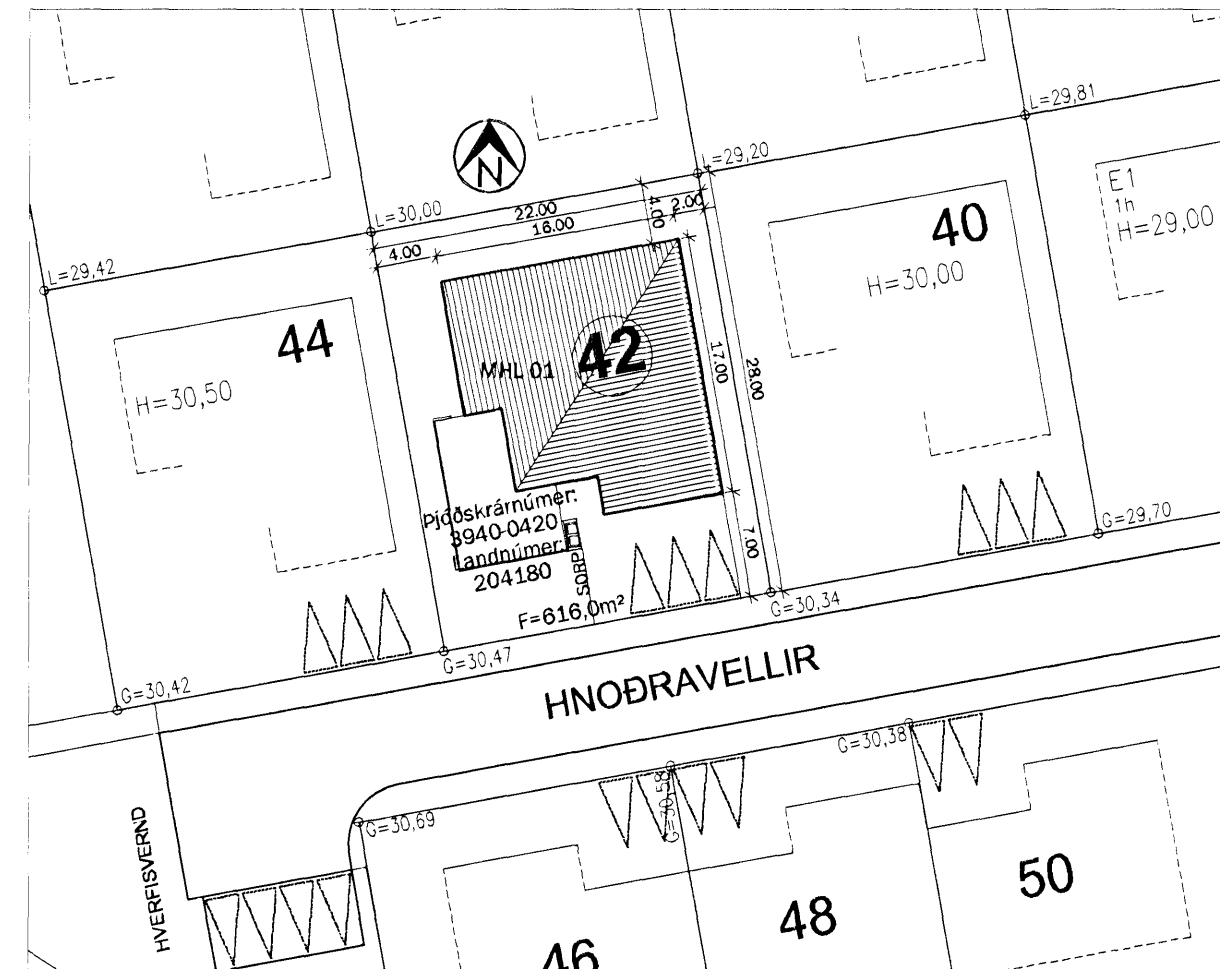 L=29,81
L=29,20
E1
1h
H=29,00
L=30,00
22.00
4.00
2.00
16.00
4.00
40
H=30,00
L=29,42
N
44
H=30,50
MHL 01
42
17.00
28.00
Þjóðskrárnúmer:
3940-0420
Landnúmer:
204180
SORP
7.00
F=616,0m²
G=29,70
G=30,34
G=30,47
G=30,42
HNOÐRAVELLIR
G=30,38
G=30,58
G=30,69
HVERFISVERND
50
48
46